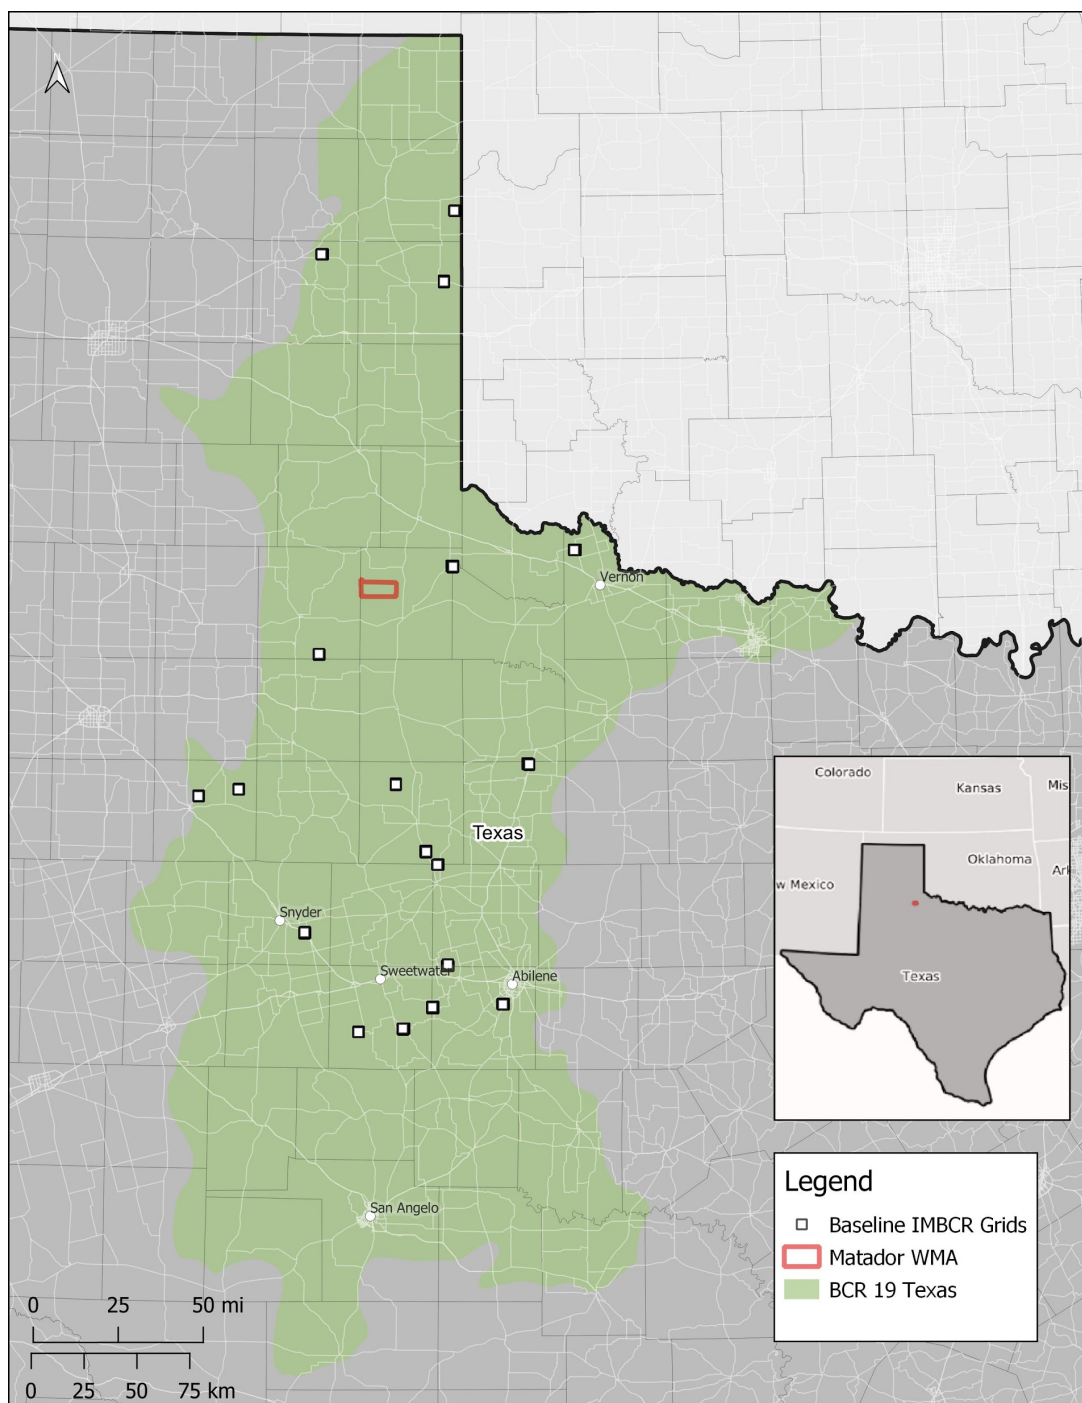 N
Vernon
Texas
Snyder
Sweetwater
Abilene
San Angelo
Colorado
Kansas
Mis
Oklahoma
Ark
w Mexico
Texas
Legend
Baseline IMBCR Grids
Matador WMA
BCR 19 Texas
0 25 50 mi
0 25 50 75 km